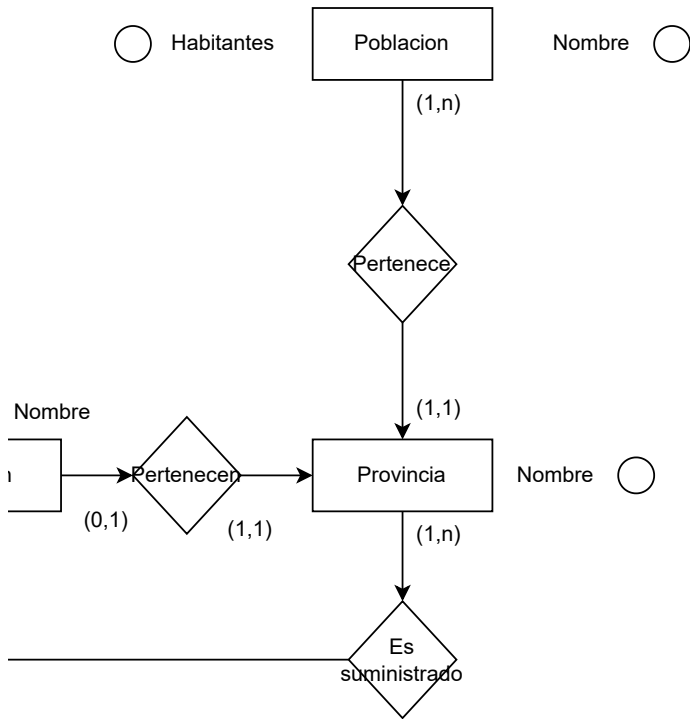 Habitantes
Poblacion
Nombre
(1,n)
Pertenece
(1,1)
Nombre
n
Pertenecen
Provincia
Nombre
(0,1)
(1,1)
(1,n)
Es
suministrado